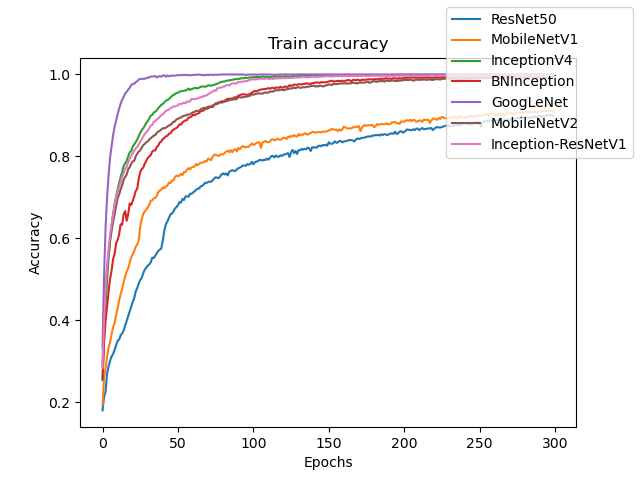 Train accuracy
ResNet50
MobileNetV1
InceptionV4
BNInception
GoogLeNet
MobileNetV2
Inception-ResNetV1
Accuracy
1.0
0.8
0.6
0.4
0.2
0 50 100 150 200 250 300
Epochs